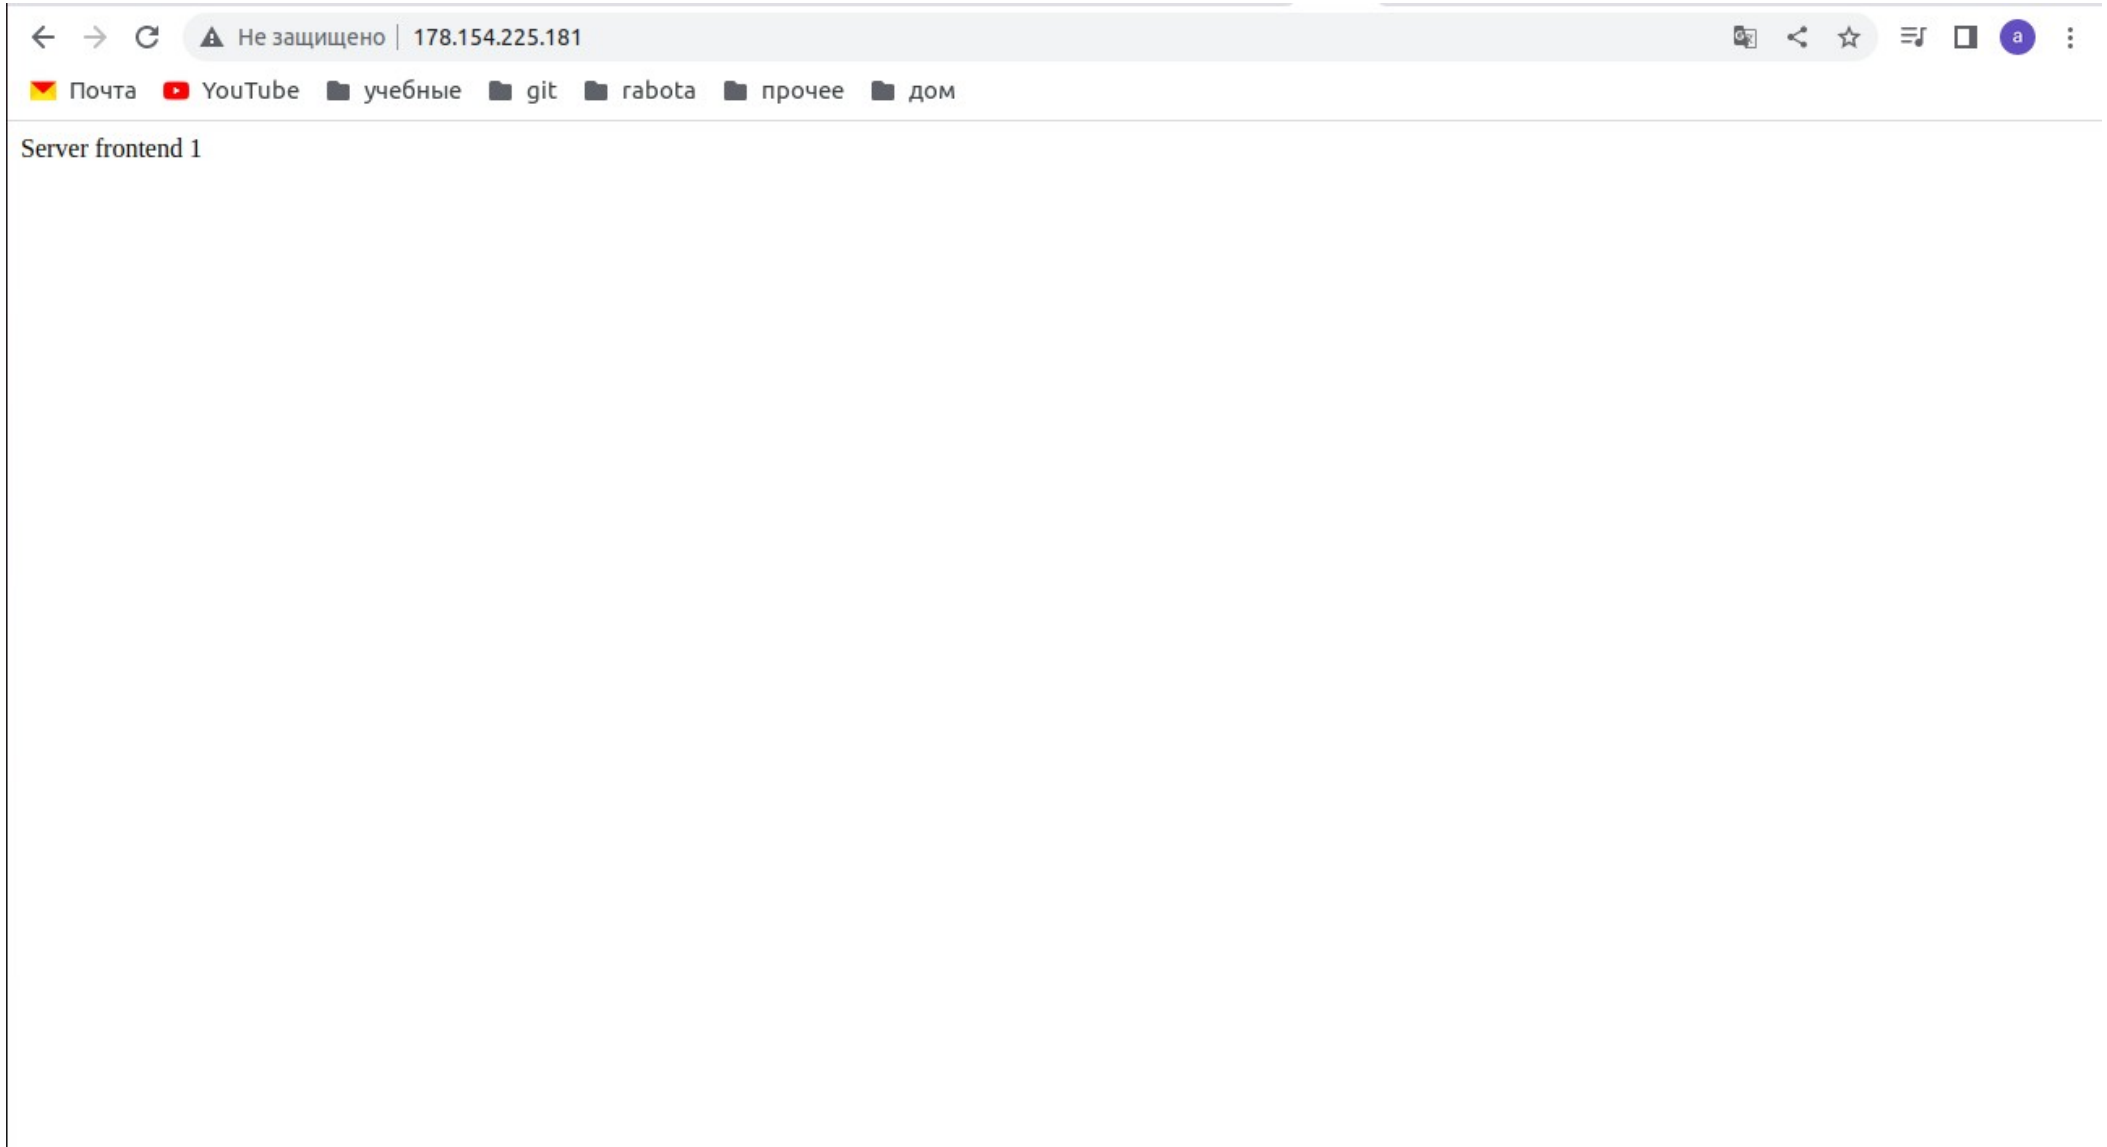 Не защищено 178.154.225.181
a
Почта YouTube учебные git rabota прочее дом
Server frontend 1